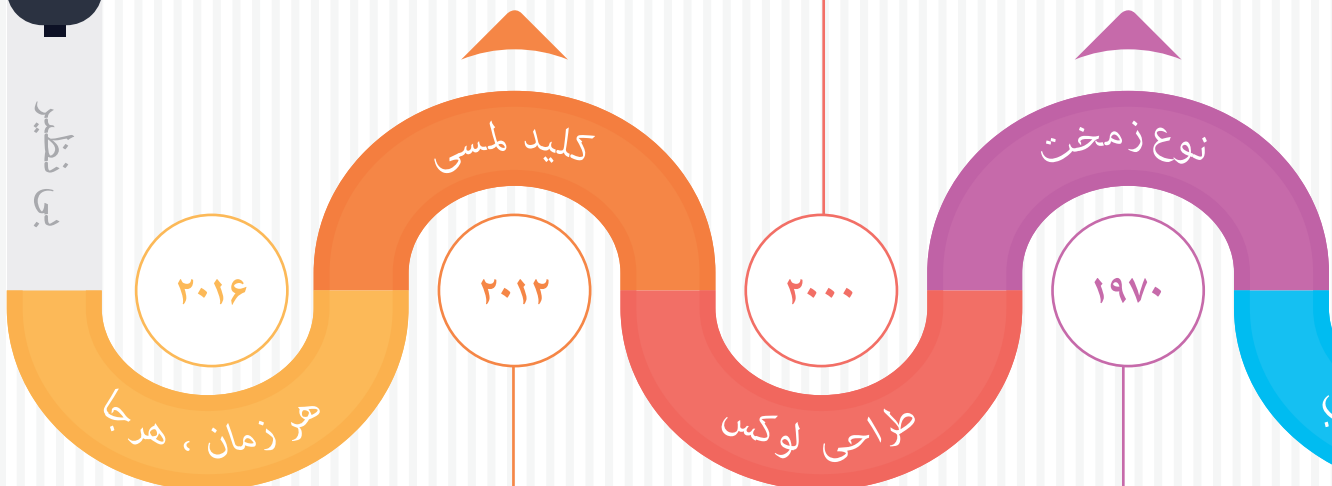 نوع زمخت
۱۹۷۰
طراحی لوکس
۲۰۰۰
کلید لمسی
۲۰۱۲
هر زمان ، هرجا
۲۰۱۶
بی نظیر